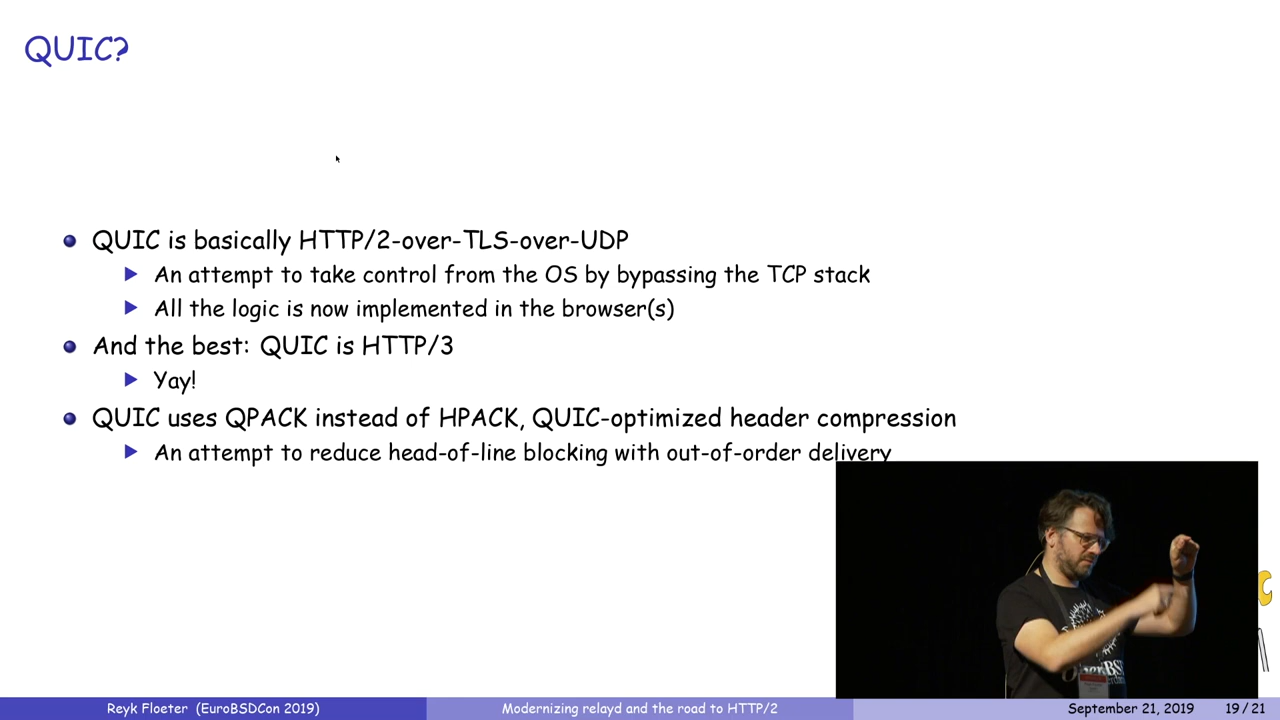 QUIC?
QUIC is basically HTTP/2-over-TLS-over-UDP
An attempt to take control from the OS by bypassing the TCP stack
All the logic is now implemented in the browser(s)
And the best: QUIC is HTTP/3
Yay!
QUIC uses QPACK instead of HPACK, QUIC-optimized header compression
An attempt to reduce head-of-line blocking with out-of-order delivery
Reyk Floeter (EuroBSDCon 2019)
Modernizing relayd and the road to HTTP/2
September 21, 2019
19 / 21